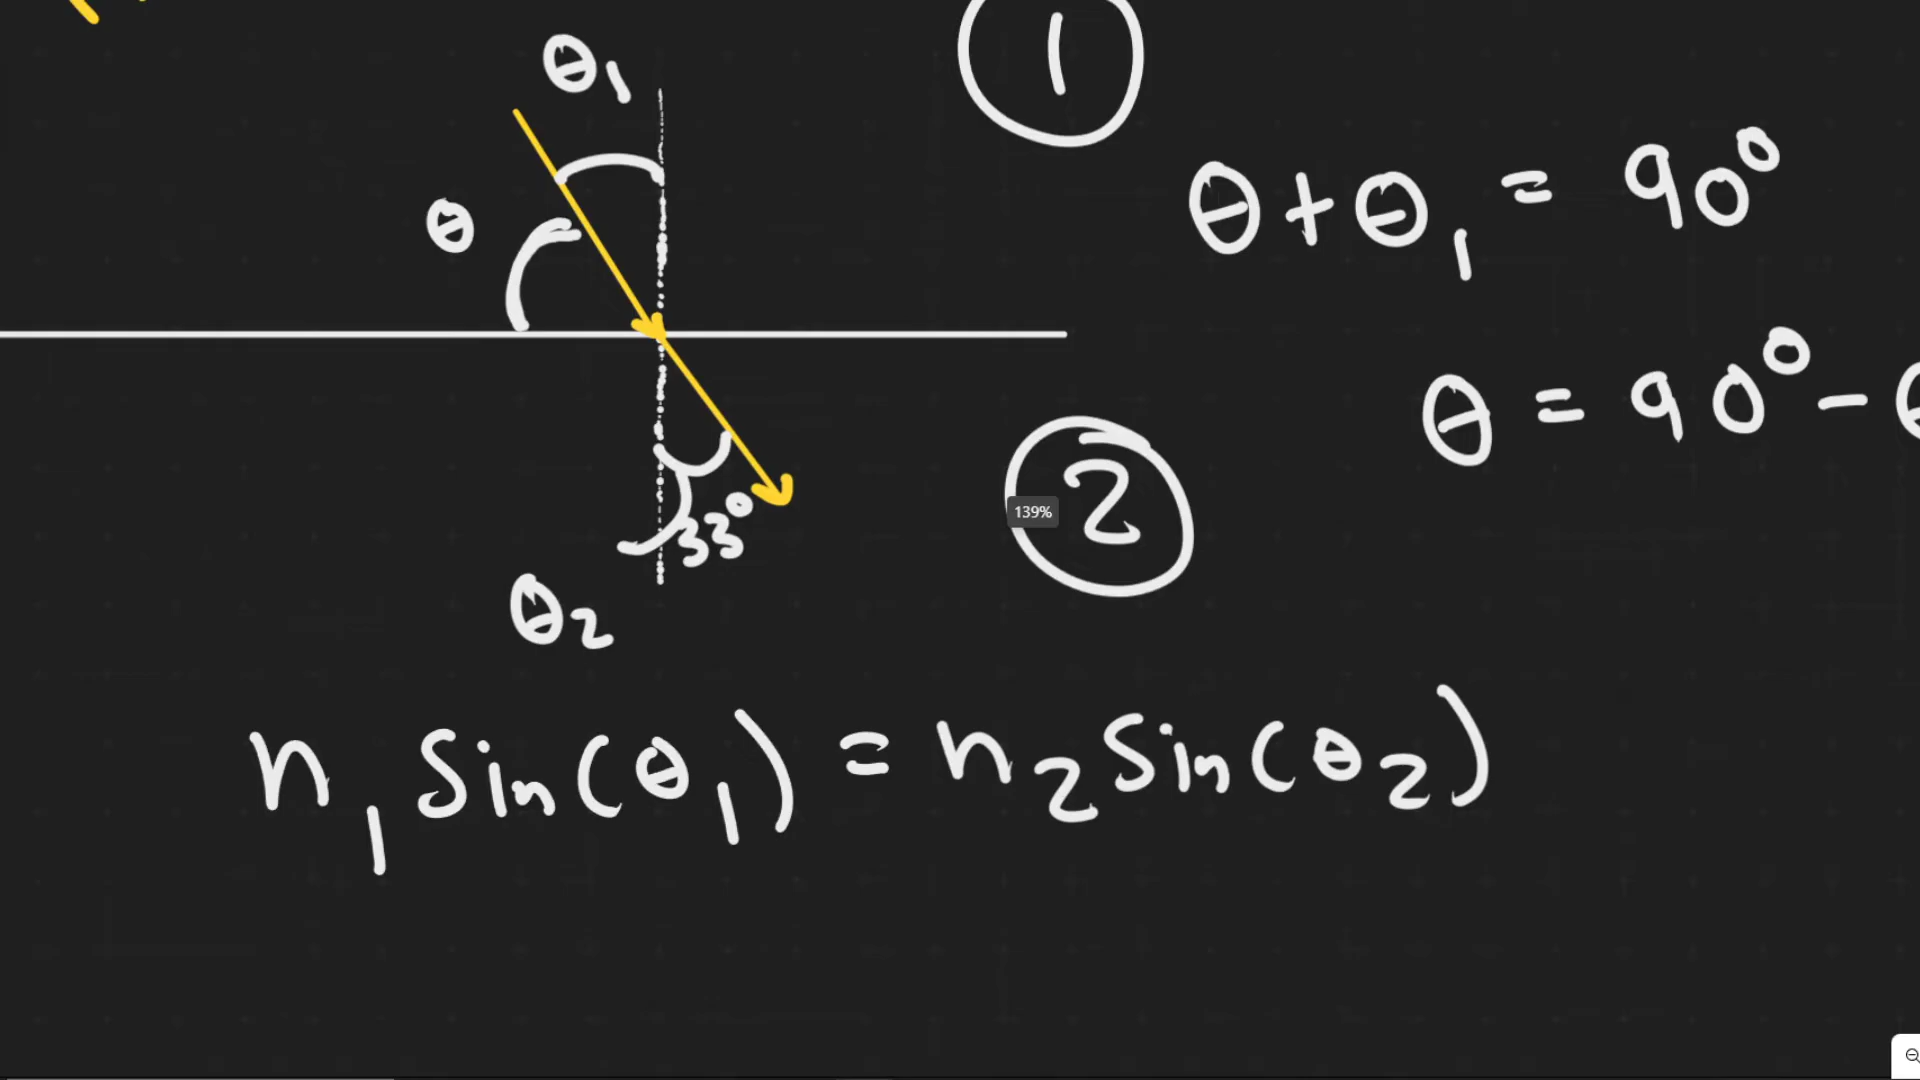 θ₁
①
θ + θ₁ = 90°
θ
θ = 90° -
②
139%
33°
θ₂
n₁ sin(θ₁) = n₂ sin(θ₂)